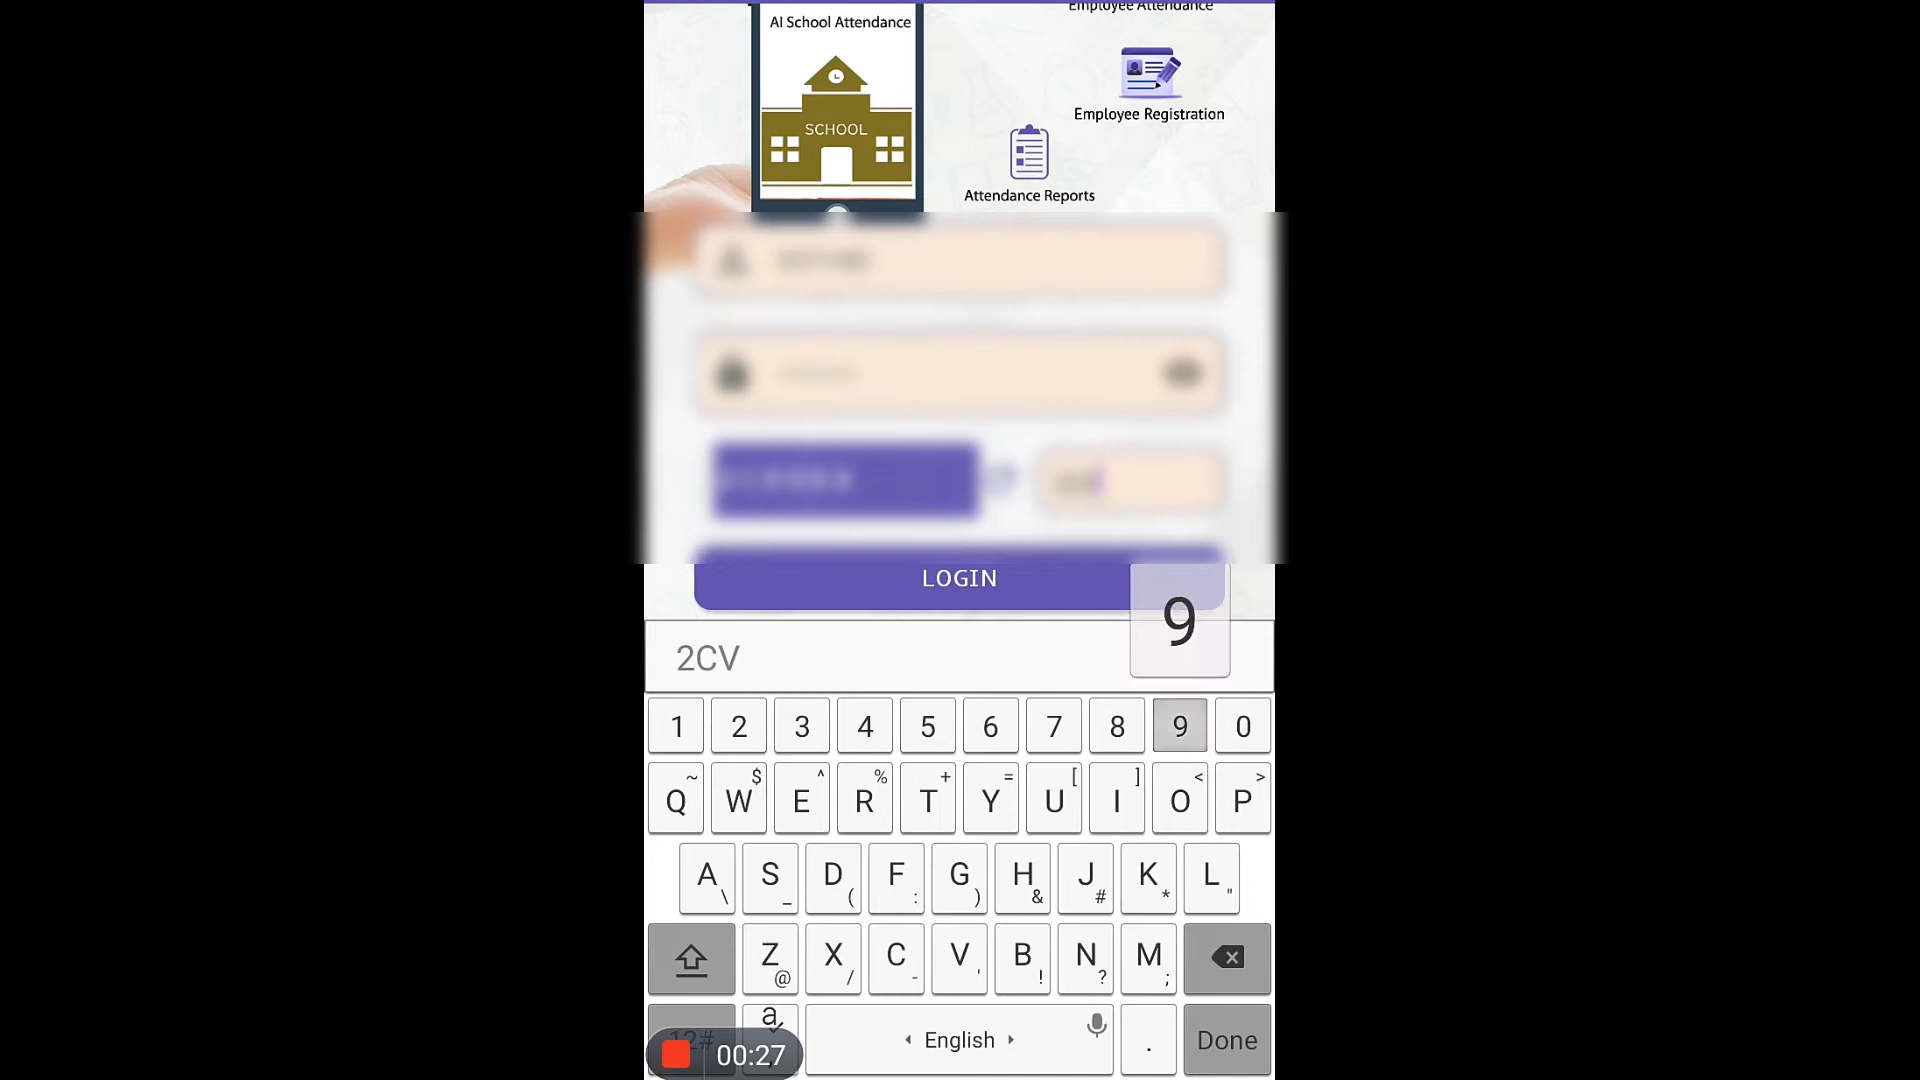 Employee Attendance
AI School Attendance
SCHOOL
Employee Registration
Attendance Reports
LOGIN
9
2CV
1 2 3 4 5 6 7 8 9 0
~ $ ^ % + = [ ] < >
Q W E R T Y U I O P
A S D F G H J K L
\ _ ( : ) & # * "
Z X C V B N M
@ / - ' ! ? ;
12# a , English . Done
00:27